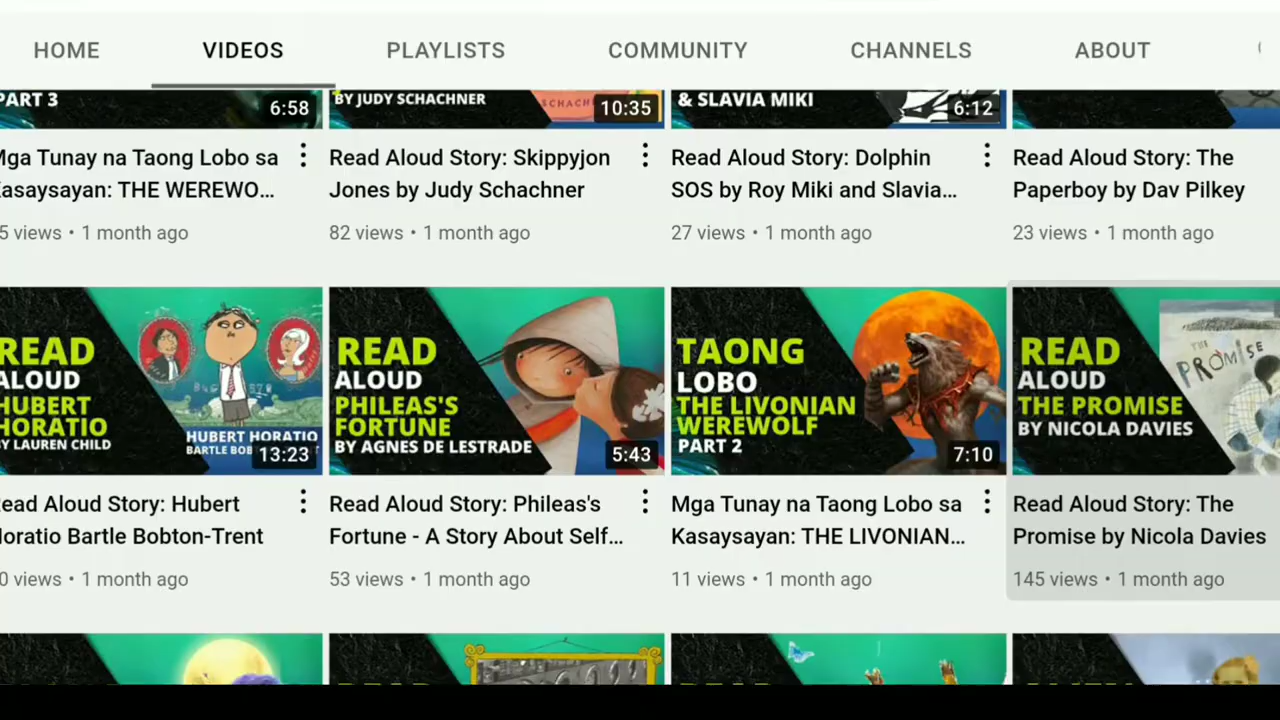 HOME VIDEOS PLAYLISTS COMMUNITY CHANNELS ABOUT
PART 3
6:58
BY JUDY SCHACHNER
10:35
& SLAVIA MIKI
6:12
Mga Tunay na Taong Lobo sa
Kasaysayan: THE WEREWO...
5 views • 1 month ago
Read Aloud Story: Skippyjon
Jones by Judy Schachner
82 views • 1 month ago
Read Aloud Story: Dolphin
SOS by Roy Miki and Slavia...
27 views • 1 month ago
Read Aloud Story: The
Paperboy by Dav Pilkey
23 views • 1 month ago
READ
ALOUD
HUBERT
HORATIO
BY LAUREN CHILD
HUBERT HORATIO
BARTLE BOB
13:23
READ
ALOUD
PHILEAS'S
FORTUNE
BY AGNES DE LESTRADE
5:43
TAONG
LOBO
THE LIVONIAN
WEREWOLF
PART 2
7:10
READ
ALOUD
THE PROMISE
BY NICOLA DAVIES
THE
PROMISE
Read Aloud Story: Hubert
Horatio Bartle Bobton-Trent
0 views • 1 month ago
Read Aloud Story: Phileas's
Fortune - A Story About Self...
53 views • 1 month ago
Mga Tunay na Taong Lobo sa
Kasaysayan: THE LIVONIAN...
11 views • 1 month ago
Read Aloud Story: The
Promise by Nicola Davies
145 views • 1 month ago